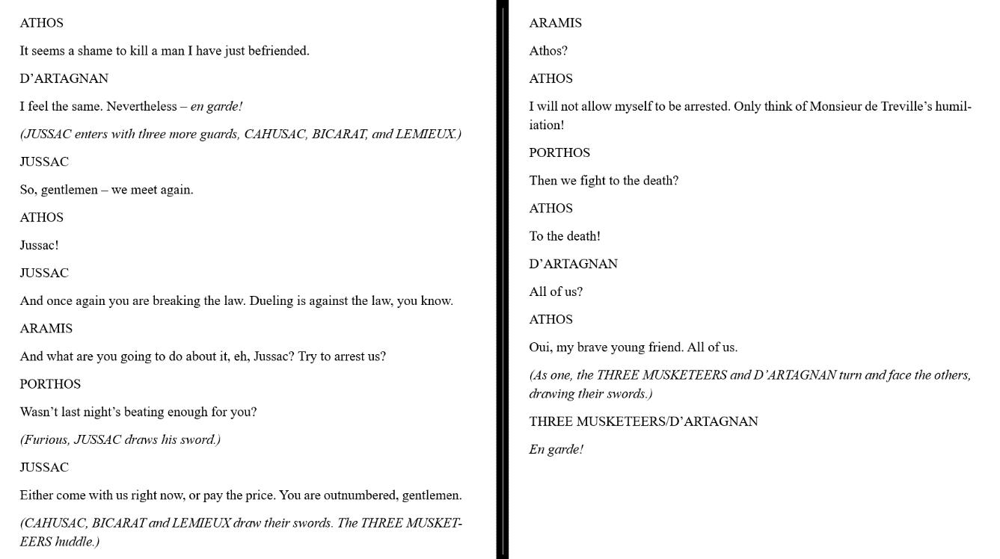 ATHOS
It seems a shame to kill a man I have just befriended.
D’ARTAGNAN
I feel the same. Nevertheless – en garde!
(JUSSAC enters with three more guards, CAHUSAC, BICARAT, and LEMIEUX.)
JUSSAC
So, gentlemen – we meet again.
ATHOS
Jussac!
JUSSAC
And once again you are breaking the law. Dueling is against the law, you know.
ARAMIS
And what are you going to do about it, eh, Jussac? Try to arrest us?
PORTHOS
Wasn’t last night’s beating enough for you?
(Furious, JUSSAC draws his sword.)
JUSSAC
Either come with us right now, or pay the price. You are outnumbered, gentlemen.
(CAHUSAC, BICARAT and LEMIEUX draw their swords. The THREE MUSKET-
EERS huddle.)
ARAMIS
Athos?
ATHOS
I will not allow myself to be arrested. Only think of Monsieur de Treville’s humil-
iation!
PORTHOS
Then we fight to the death?
ATHOS
To the death!
D’ARTAGNAN
All of us?
ATHOS
Oui, my brave young friend. All of us.
(As one, the THREE MUSKETEERS and D’ARTAGNAN turn and face the others,
drawing their swords.)
THREE MUSKETEERS/D’ARTAGNAN
En garde!